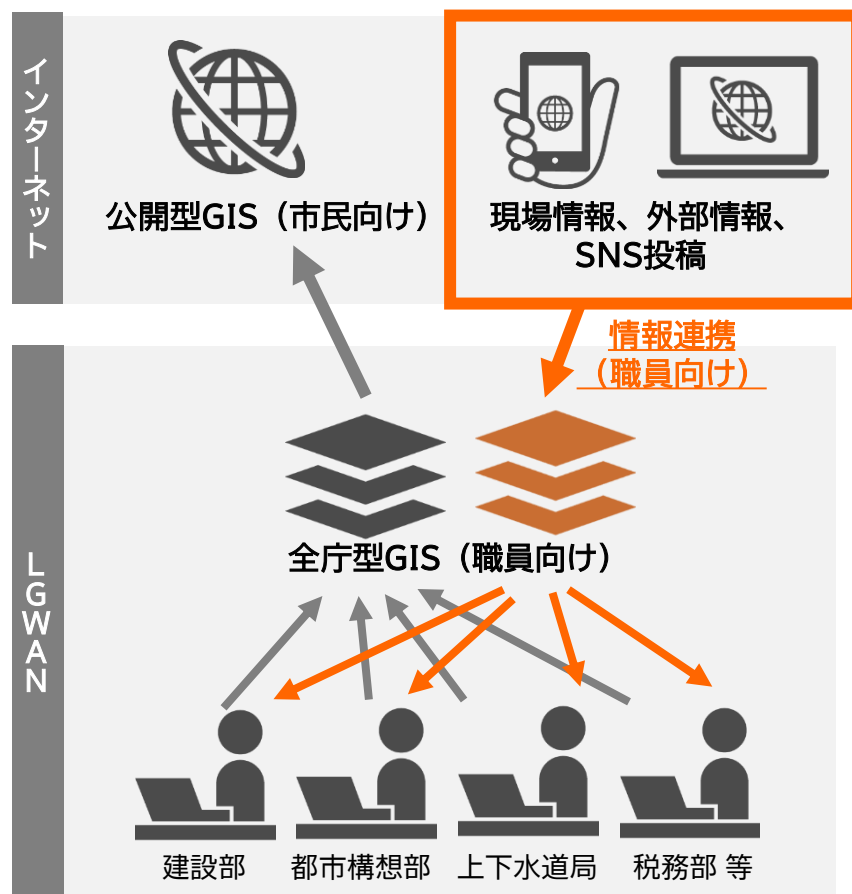 インターネット
公開型GIS（市民向け）
現場情報、外部情報、
SNS投稿
情報連携
（職員向け）
LGWAN
全庁型GIS（職員向け）
建設部
都市構想部
上下水道局
税務部 等